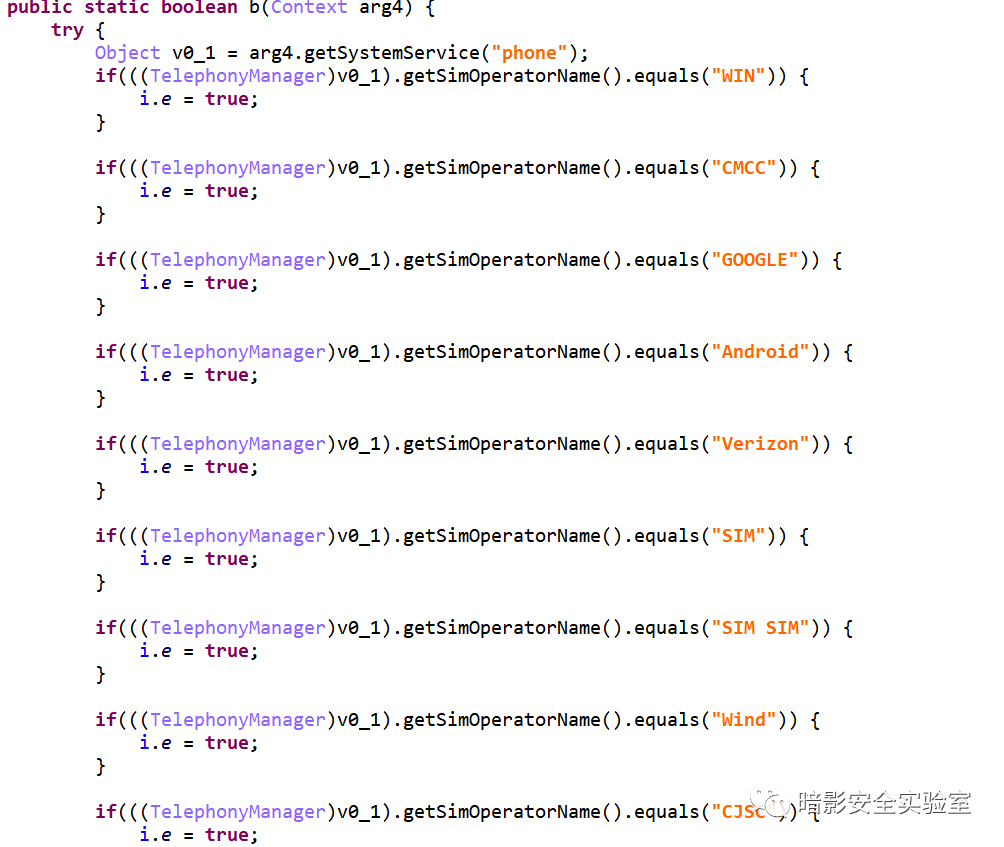 public static boolean b(Context arg4) {
    try {
        Object v0_1 = arg4.getSystemService("phone");
        if(((TelephonyManager)v0_1).getSimOperatorName().equals("WIN")) {
            i.e = true;
        }

        if(((TelephonyManager)v0_1).getSimOperatorName().equals("CMCC")) {
            i.e = true;
        }

        if(((TelephonyManager)v0_1).getSimOperatorName().equals("GOOGLE")) {
            i.e = true;
        }

        if(((TelephonyManager)v0_1).getSimOperatorName().equals("Android")) {
            i.e = true;
        }

        if(((TelephonyManager)v0_1).getSimOperatorName().equals("Verizon")) {
            i.e = true;
        }

        if(((TelephonyManager)v0_1).getSimOperatorName().equals("SIM")) {
            i.e = true;
        }

        if(((TelephonyManager)v0_1).getSimOperatorName().equals("SIM SIM")) {
            i.e = true;
        }

        if(((TelephonyManager)v0_1).getSimOperatorName().equals("Wind")) {
            i.e = true;
        }

        if(((TelephonyManager)v0_1).getSimOperatorName().equals("CJSC")) {
            i.e = true;
暗影安全实验室